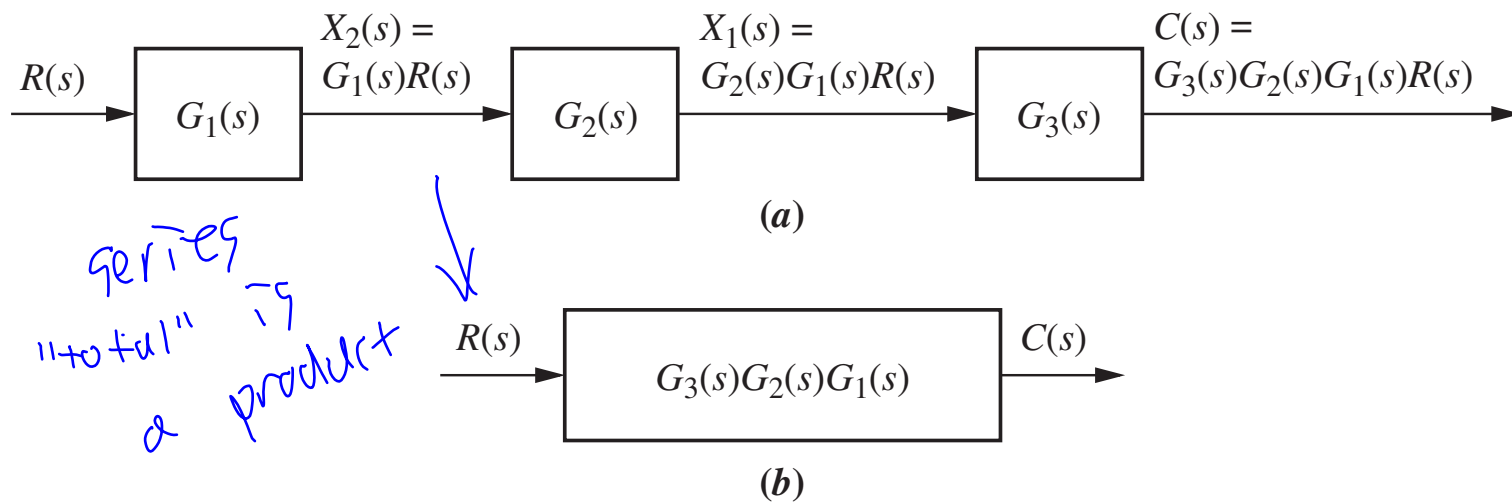 X₂(s) =
X₁(s) =
C(s) =
R(s)
G₁(s)R(s)
G₂(s)G₁(s)R(s)
G₃(s)G₂(s)G₁(s)R(s)
G₁(s)
G₂(s)
G₃(s)
(a)
series
"total" is
a product
R(s)
C(s)
G₃(s)G₂(s)G₁(s)
(b)